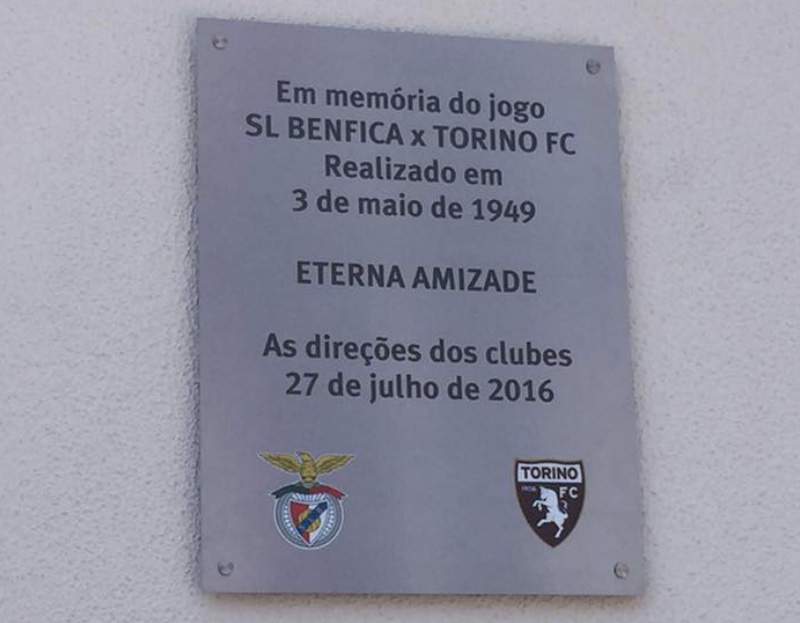 Em memória do jogo
SL BENFICA x TORINO FC
Realizado em
3 de maio de 1949
ETERNA AMIZADE
As direções dos clubes
27 de julho de 2016
TORINO
FC